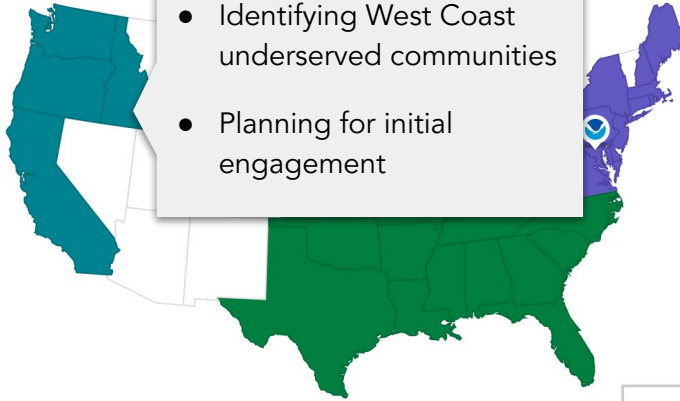 ● Identifying West Coast
underserved communities
● Planning for initial
engagement